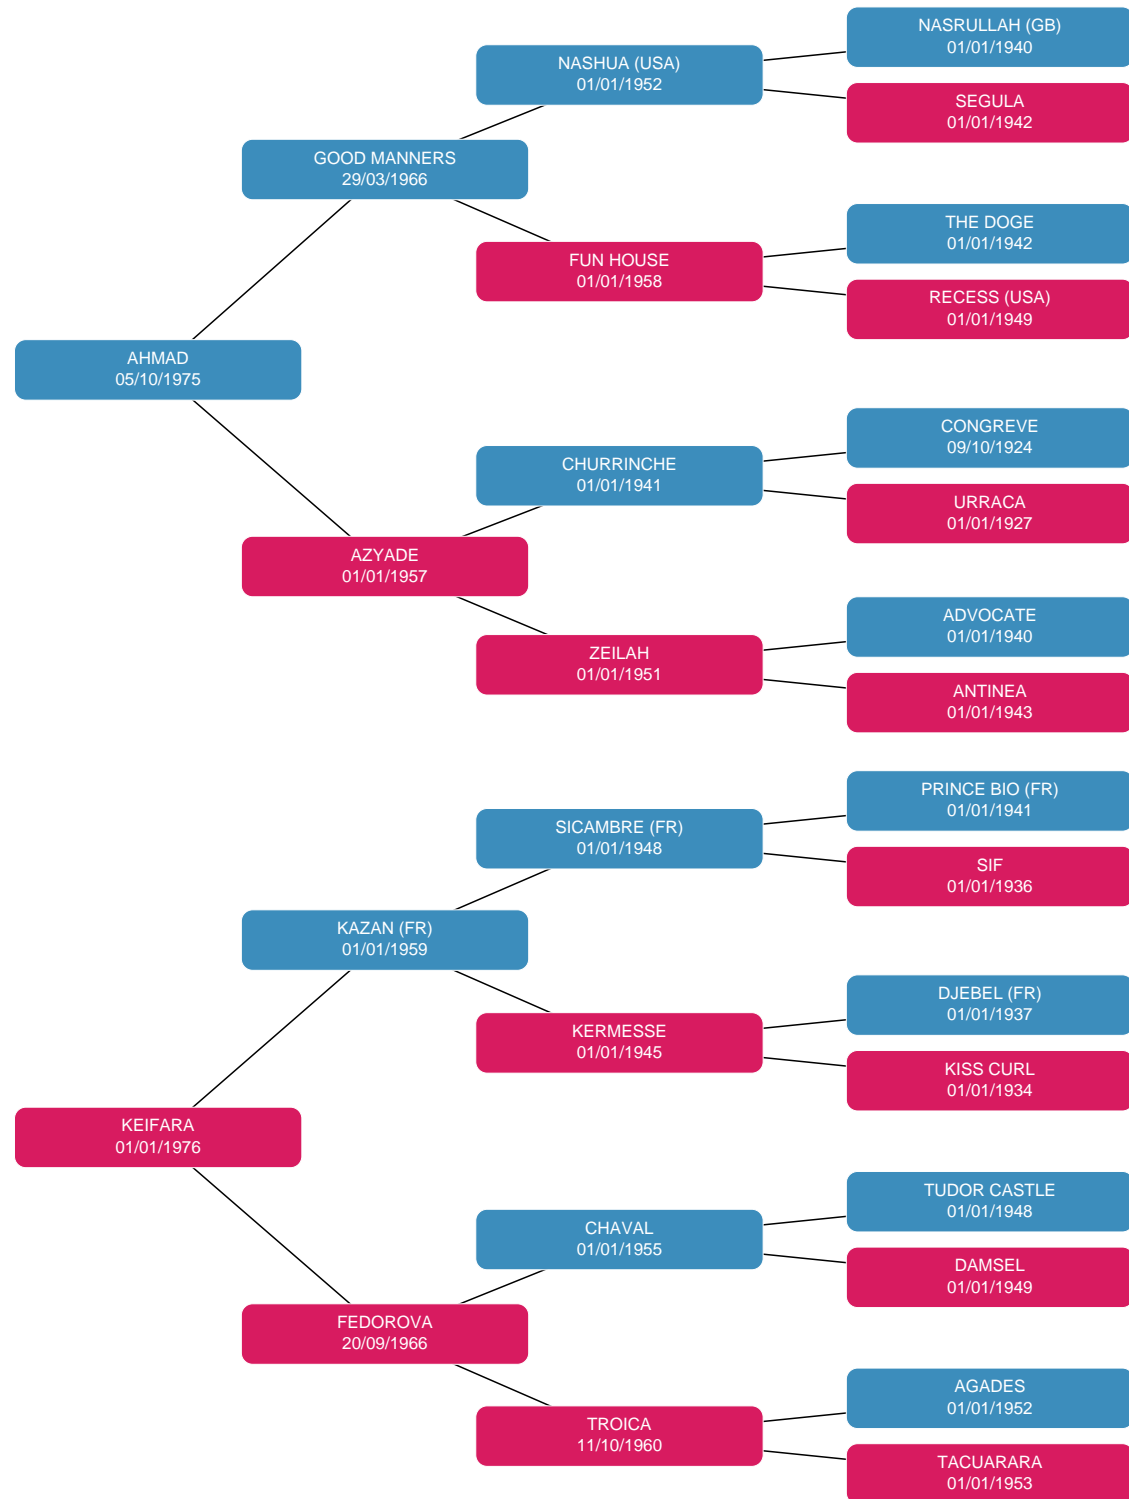 NASRULLAH (GB)
01/01/1940
NASHUA (USA)
01/01/1952
SEGULA
01/01/1942
GOOD MANNERS
29/03/1966
THE DOGE
01/01/1942
FUN HOUSE
01/01/1958
RECESS (USA)
01/01/1949
AHMAD
05/10/1975
CONGREVE
09/10/1924
CHURRINCHE
01/01/1941
URRACA
01/01/1927
AZYADE
01/01/1957
ADVOCATE
01/01/1940
ZEILAH
01/01/1951
ANTINEA
01/01/1943
PRINCE BIO (FR)
01/01/1941
SICAMBRE (FR)
01/01/1948
SIF
01/01/1936
KAZAN (FR)
01/01/1959
DJEBEL (FR)
01/01/1937
KERMESSE
01/01/1945
KISS CURL
01/01/1934
KEIFARA
01/01/1976
TUDOR CASTLE
01/01/1948
CHAVAL
01/01/1955
DAMSEL
01/01/1949
FEDOROVA
20/09/1966
AGADES
01/01/1952
TROICA
11/10/1960
TACUARARA
01/01/1953